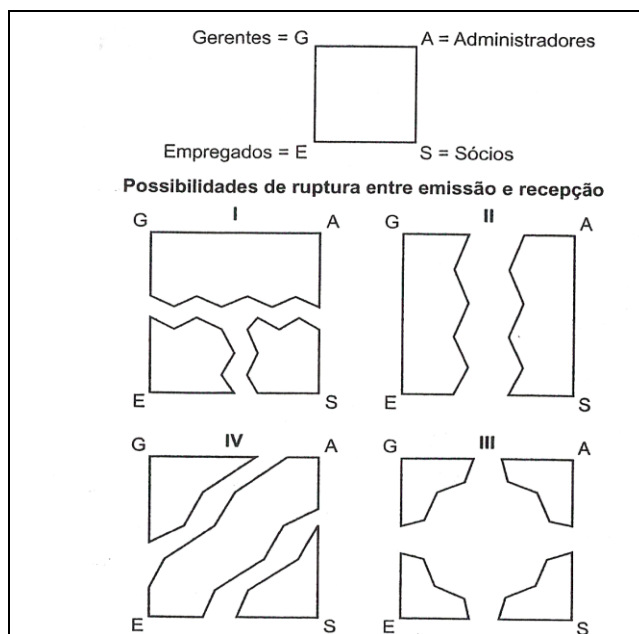 Gerentes = G A = Administradores
Empregados = E S = Sócios
Possibilidades de ruptura entre emissão e recepção
G I A
G II A
E S
E S
G IV A
G III A
E S
E S